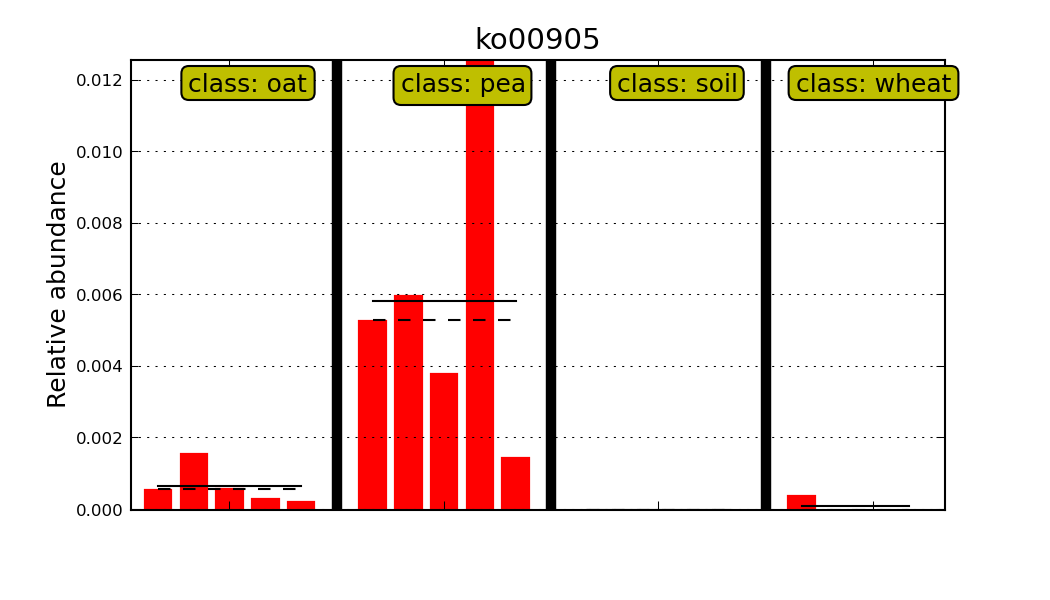 ko00905
class: oat
class: pea
class: soil
class: wheat
Relative abundance
0.012
0.010
0.008
0.006
0.004
0.002
0.000